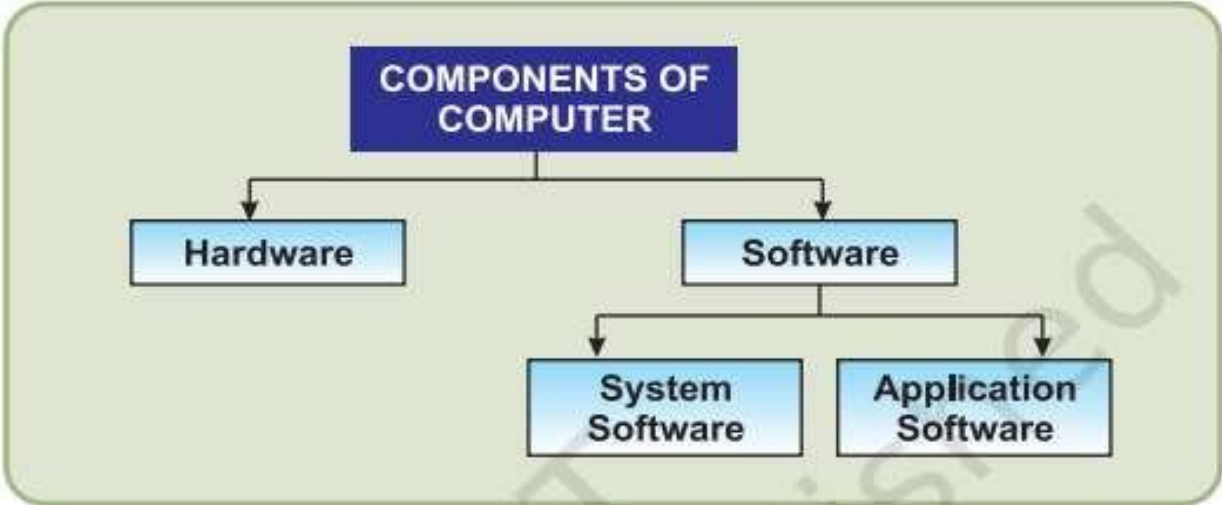 COMPONENTS OF
COMPUTER
Hardware
Software
System
Software
Application
Software